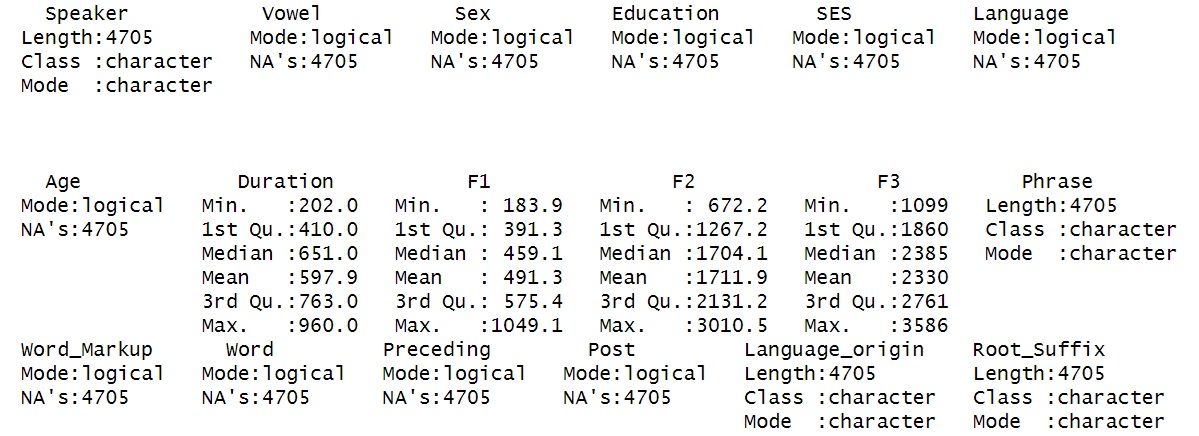 Speaker Vowel Sex Education SES Language
Length:4705 Mode:logical Mode:logical Mode:logical Mode:logical Mode:logical
Class :character NA's:4705 NA's:4705 NA's:4705 NA's:4705 NA's:4705
Mode :character
Age Duration F1 F2 F3 Phrase
Mode:logical Min. :202.0 Min. : 183.9 Min. : 672.2 Min. :1099 Length:4705
NA's:4705 1st Qu.:410.0 1st Qu.: 391.3 1st Qu.:1267.2 1st Qu.:1860 Class :character
Median :651.0 Median : 459.1 Median :1704.1 Median :2385 Mode :character
Mean :597.9 Mean : 491.3 Mean :1711.9 Mean :2330
3rd Qu.:763.0 3rd Qu.: 575.4 3rd Qu.:2131.2 3rd Qu.:2761
Max. :960.0 Max. :1049.1 Max. :3010.5 Max. :3586
Word_Markup Word Preceding Post Language_origin Root_Suffix
Mode:logical Mode:logical Mode:logical Mode:logical Length:4705 Length:4705
NA's:4705 NA's:4705 NA's:4705 NA's:4705 Class :character Class :character
Mode :character Mode :character